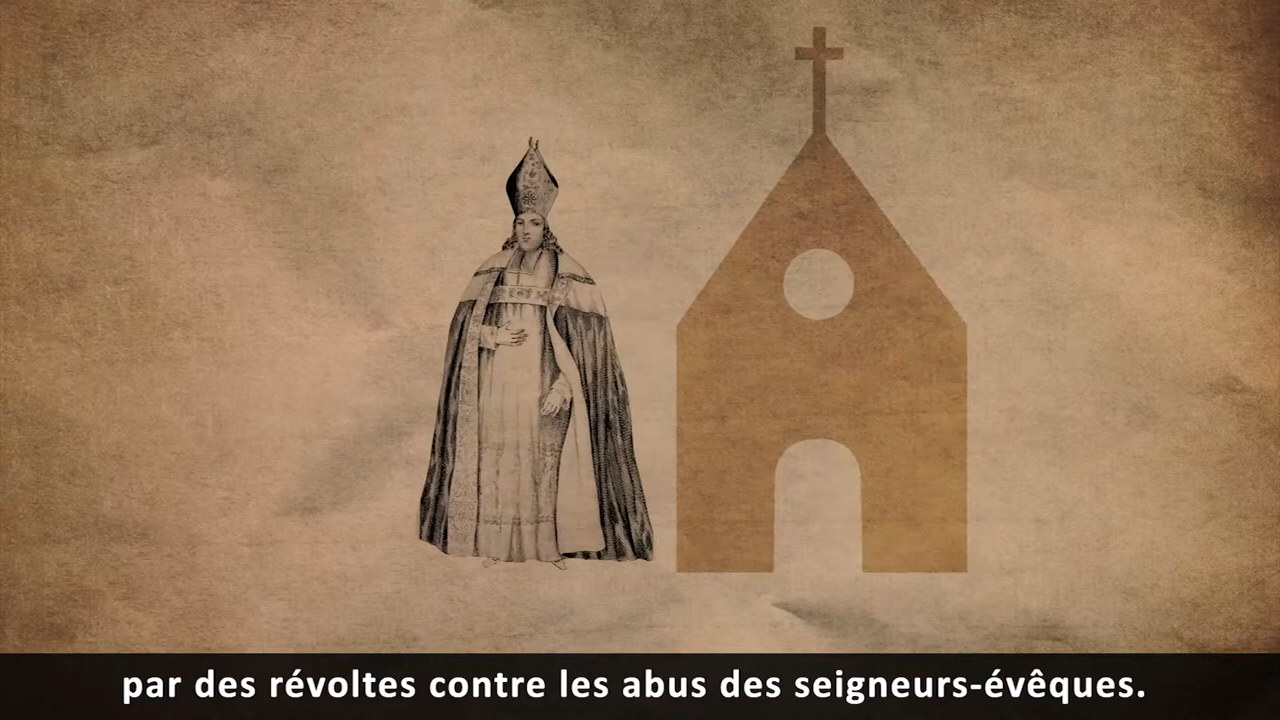 par des révoltes contre les abus des seigneurs-évêques.